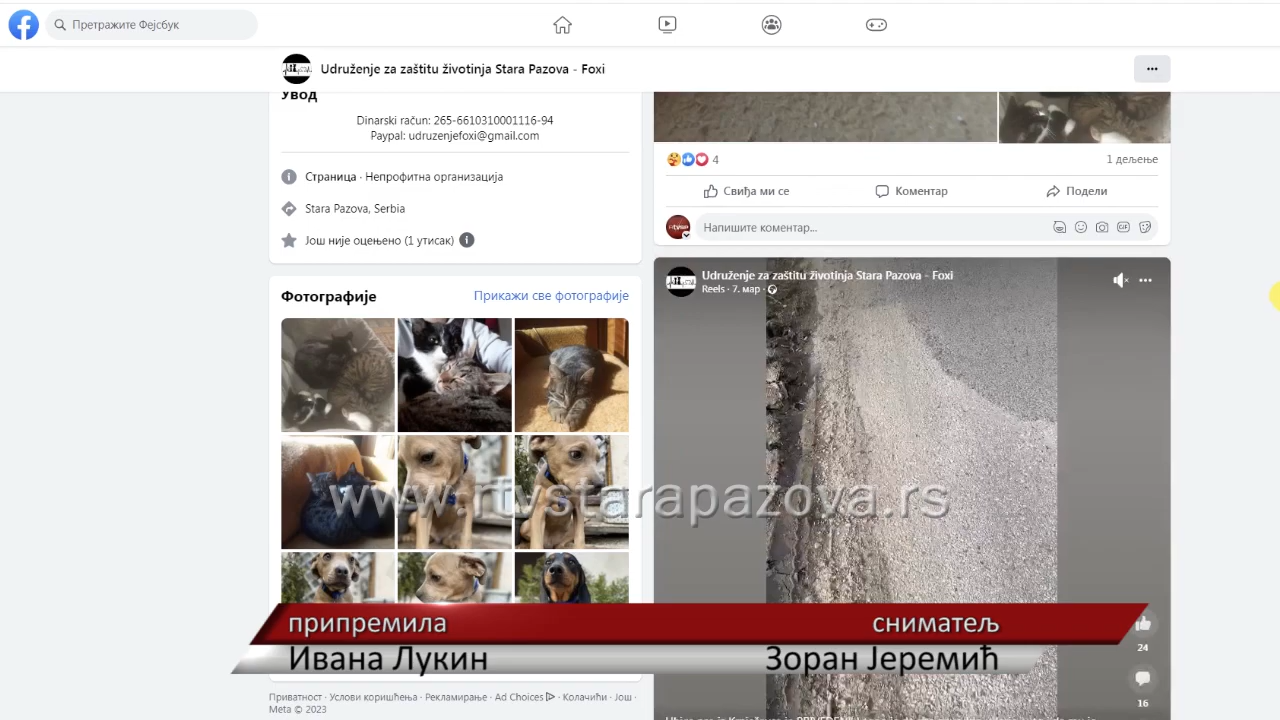 Претражите Фејсбук
Udruženje za zaštitu životinja Stara Pazova - Foxi
Увод
Dinarski račun: 265-6610310001116-94
Paypal: udruzenjefoxi@gmail.com
Страница · Непрофитна организација
Stara Pazova, Serbia
Још није оцењено (1 утисак)
Фотографије
Прикажи све фотографије
4
1 дељење
Свиђа ми се
Коментар
Подели
Напишите коментар...
GIF
Udruženje za zaštitu životinja Stara Pazova - Foxi
Reels · 7. мар ·
www.rtvstarapazova.rs
24
16
припремила
сниматељ
Ивана Лукин
Зоран Јеремић
Приватност · Услови коришћења · Рекламирање · Ad Choices · Колачићи · Још ·
Meta © 2023